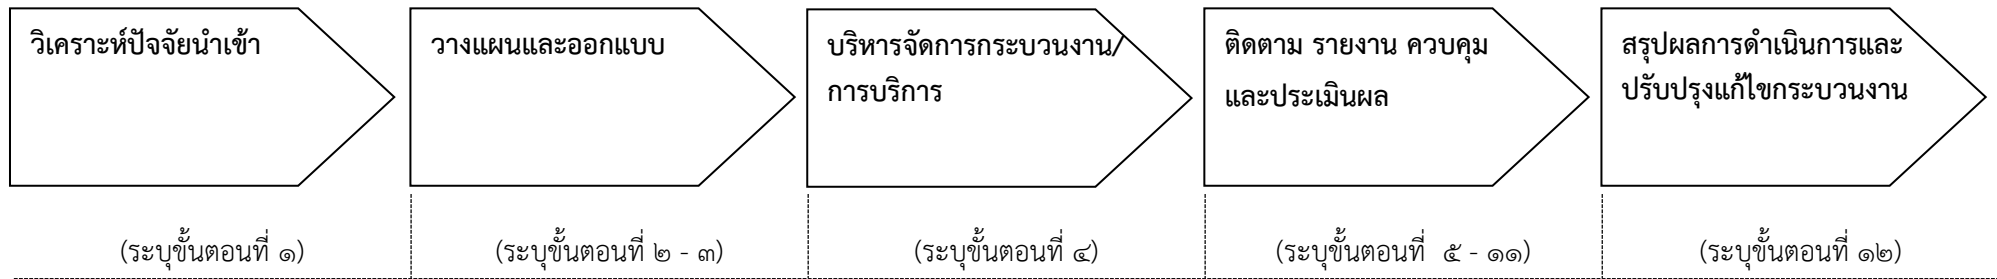 วิเคราะห์ปัจจัยนำเข้า
วางแผนและออกแบบ
บริหารจัดการกระบวนงาน/
การบริการ
ติดตาม รายงาน ควบคุม
และประเมินผล
สรุปผลการดำเนินการและ
ปรับปรุงแก้ไขกระบวนงาน
(ระบุขั้นตอนที่ ๑)
(ระบุขั้นตอนที่ ๒ - ๓)
(ระบุขั้นตอนที่ ๔)
(ระบุขั้นตอนที่ ๕ - ๑๑)
(ระบุขั้นตอนที่ ๑๒)